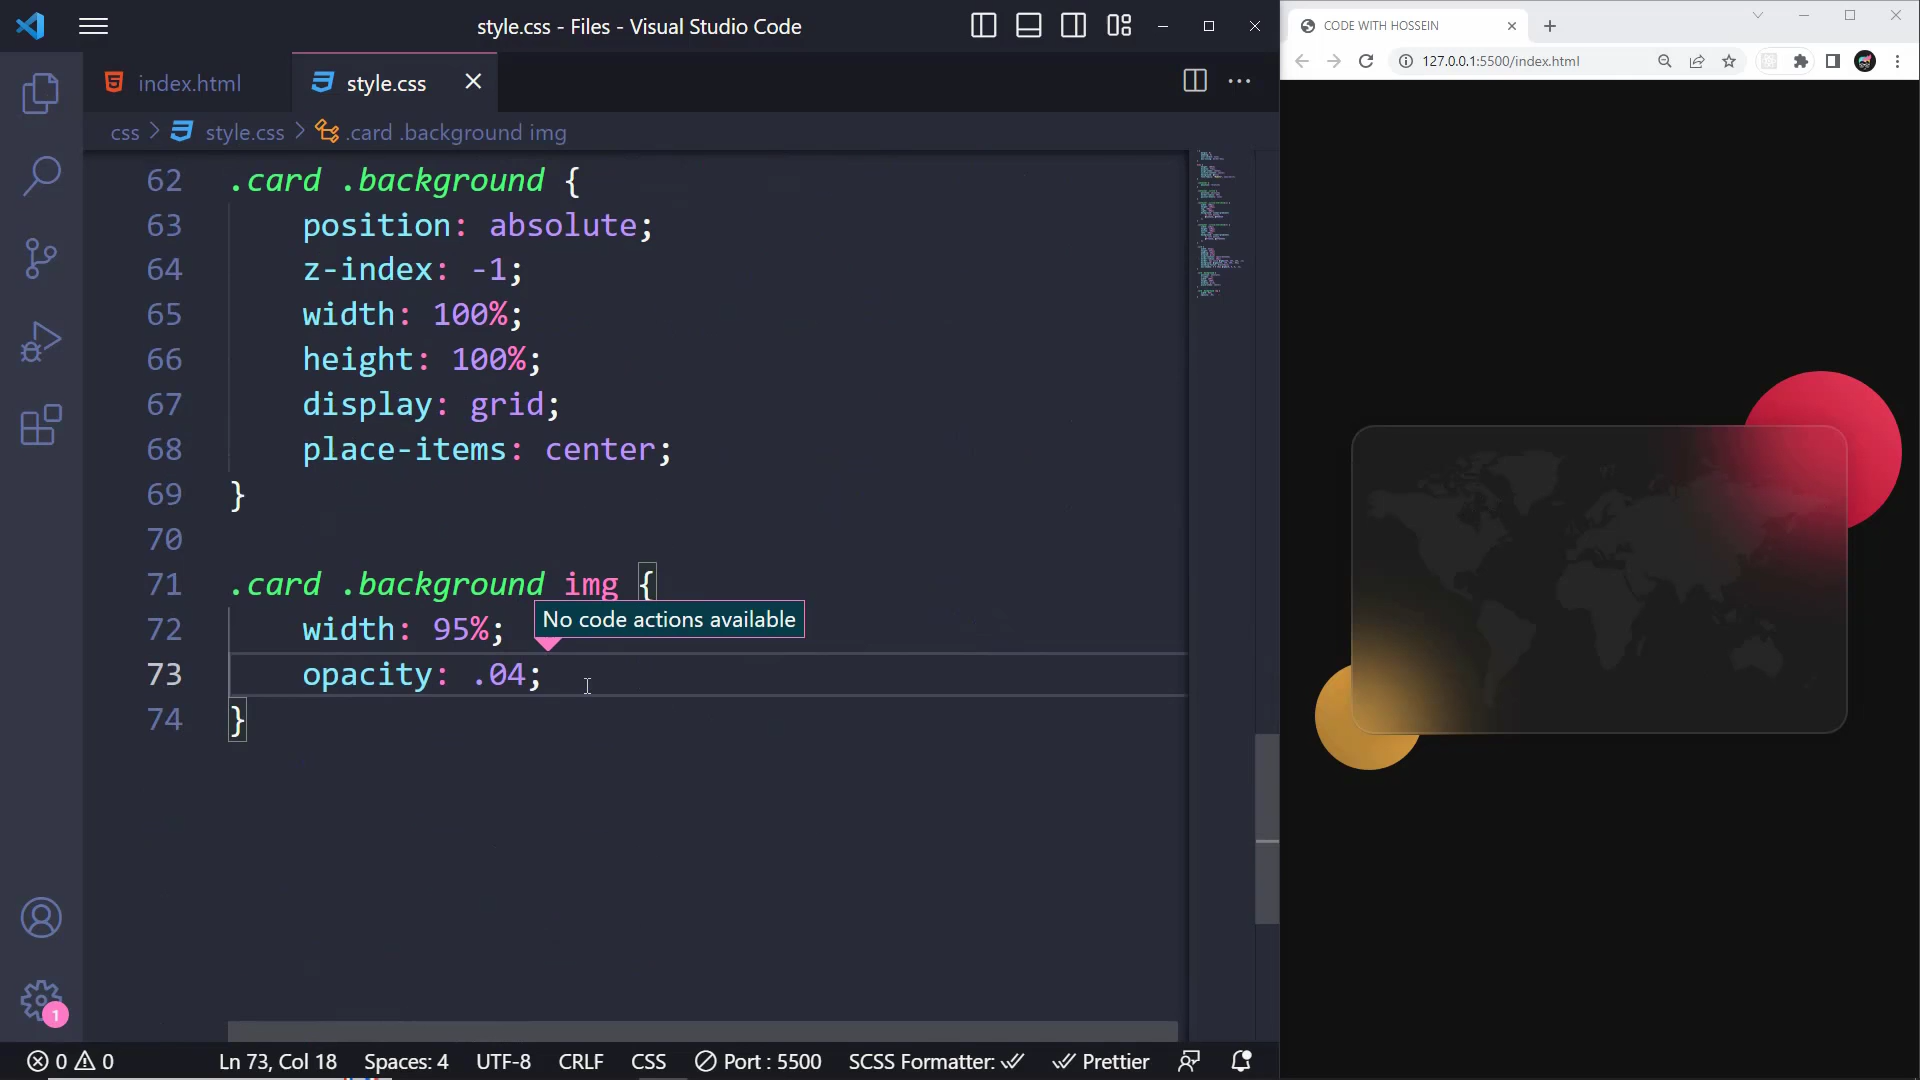 style.css - Files - Visual Studio Code
index.html
style.css
css > style.css > .card .background img
62 .card .background {
63 position: absolute;
64 z-index: -1;
65 width: 100%;
66 height: 100%;
67 display: grid;
68 place-items: center;
69 }
70
71 .card .background img {
No code actions available
72 width: 95%;
73 opacity: .04;
74 }
1
0 0 Ln 73, Col 18 Spaces: 4 UTF-8 CRLF CSS Port : 5500 SCSS Formatter: Prettier
CODE WITH HOSSEIN
127.0.0.1:5500/index.html